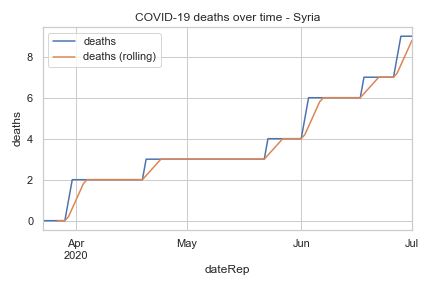 COVID-19 deaths over time - Syria
deaths
deaths (rolling)
8
6
4
2
0
deaths
Apr
2020
May
Jun
Jul
dateRep